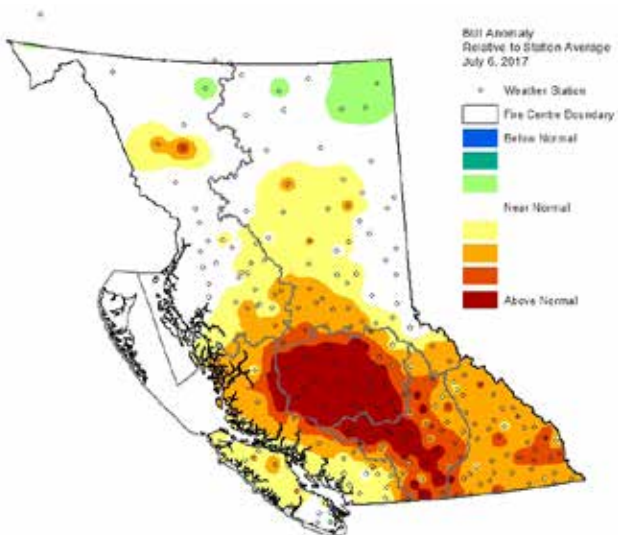 BUI Anomaly
Relative to Station Average
July 6, 2017
Weather Station
Fire Centre Boundary
Below Normal
Near Normal
Above Normal